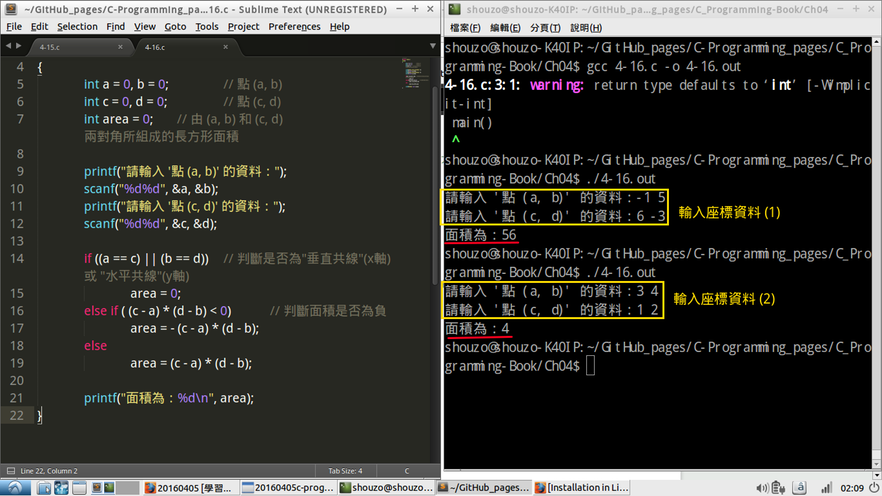 ~/GitHub_pages/C-Programming_pa...16.c - Sublime Text (UNREGISTERED)
File Edit Selection Find View Goto Tools Project Preferences Help
4-15.c × 4-16.c ×
4 {
5 int a = 0, b = 0; // 點 (a, b)
6 int c = 0, d = 0; // 點 (c, d)
7 int area = 0; // 由 (a, b) 和 (c, d)
兩對角所組成的長方形面積
8
9 printf("請輸入 '點 (a, b)' 的資料：");
10 scanf("%d%d", &a, &b);
11 printf("請輸入 '點 (c, d)' 的資料：");
12 scanf("%d%d", &c, &d);
13
14 if ((a == c) || (b == d)) // 判斷是否為"垂直共線"(x軸)
或 "水平共線"(y軸)
15 area = 0;
16 else if ( (c - a) * (d - b) < 0) // 判斷面積是否為負
17 area = - (c - a) * (d - b);
18 else
19 area = (c - a) * (d - b);
20
21 printf("面積為：%d\n", area);
22 }
Line 22, Column 2 Tab Size: 4 C
shouzo@shouzo-K40IP: ~/GitHub_pages/C-Programming-pa...g_pages/C_Programming-Book/Ch04
檔案(F) 編輯(E) 分頁(T) 說明(H)
shouzo@shouzo-K40IP:~/GitHub_pages/C-Programming_pages/C_Pro
gramming-Book/Ch04$ gcc 4-16.c -o 4-16.out
4-16.c:3:1: warning: return type defaults to ‘int’ [-Wimplic
it-int]
main()
^
shouzo@shouzo-K40IP:~/GitHub_pages/C-Programming_pages/C_Pro
gramming-Book/Ch04$ ./4-16.out
請輸入 '點 (a, b)' 的資料：-1 5
請輸入 '點 (c, d)' 的資料：6 -3
輸入座標資料 (1)
面積為：56
shouzo@shouzo-K40IP:~/GitHub_pages/C-Programming_pages/C_Pro
gramming-Book/Ch04$ ./4-16.out
請輸入 '點 (a, b)' 的資料：3 4
請輸入 '點 (c, d)' 的資料：1 2
輸入座標資料 (2)
面積為：4
shouzo@shouzo-K40IP:~/GitHub_pages/C-Programming_pages/C_Pro
gramming-Book/Ch04$
20160405 [學習... 20160405c-prog... shouzo@shouzo... ~/GitHub_pages... [Installation in Li... 02:09